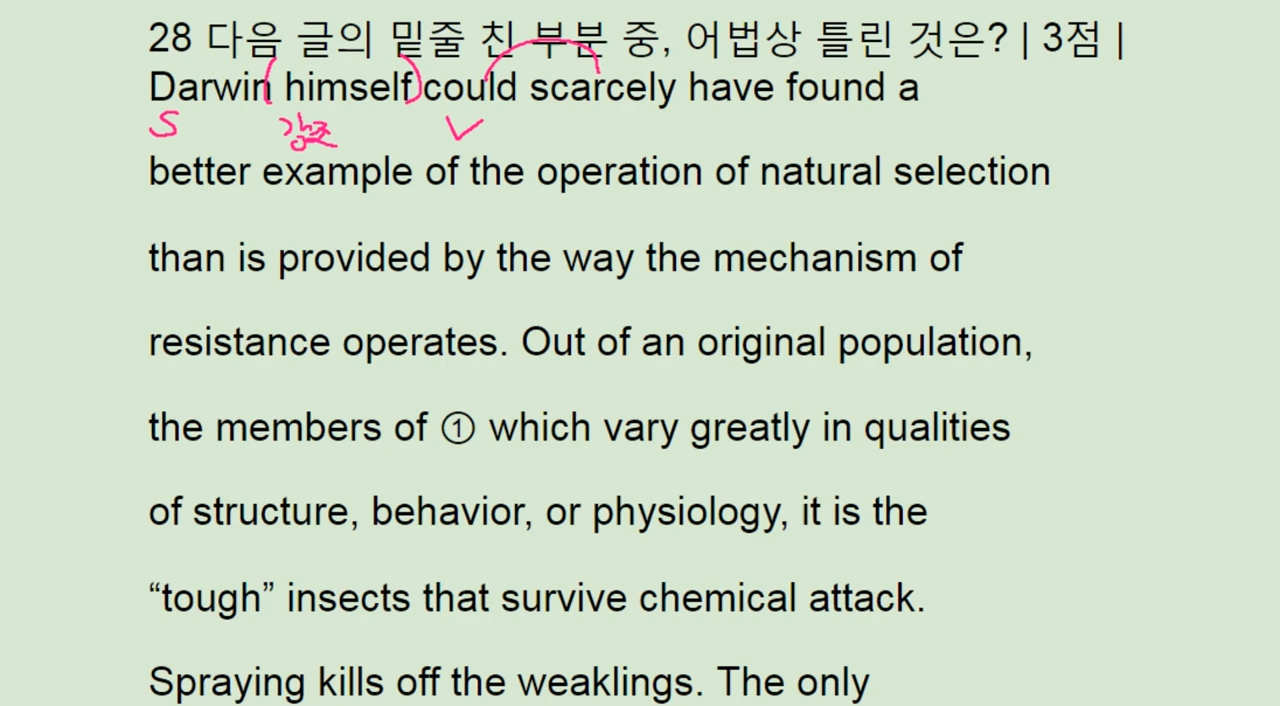 28 다음 글의 밑줄 친 부분 중, 어법상 틀린 것은? | 3점 |
Darwin himself could scarcely have found a
S 강조 V
better example of the operation of natural selection
than is provided by the way the mechanism of
resistance operates. Out of an original population,
the members of ① which vary greatly in qualities
of structure, behavior, or physiology, it is the
“tough” insects that survive chemical attack.
Spraying kills off the weaklings. The only